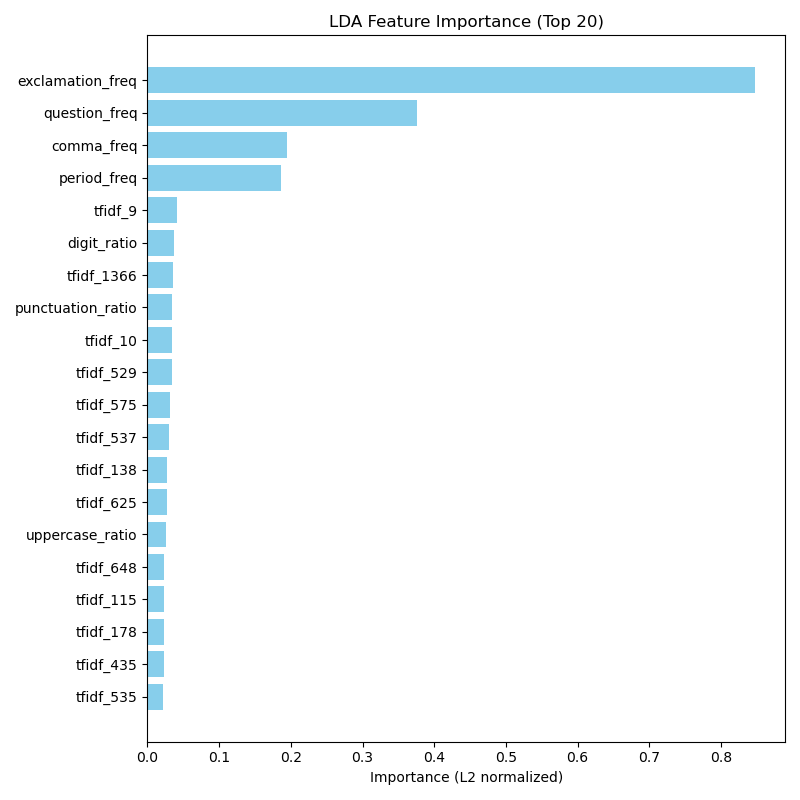 LDA Feature Importance (Top 20)
exclamation_freq
question_freq
comma_freq
period_freq
tfidf_9
digit_ratio
tfidf_1366
punctuation_ratio
tfidf_10
tfidf_529
tfidf_575
tfidf_537
tfidf_138
tfidf_625
uppercase_ratio
tfidf_648
tfidf_115
tfidf_178
tfidf_435
tfidf_535
0.0 0.1 0.2 0.3 0.4 0.5 0.6 0.7 0.8
Importance (L2 normalized)